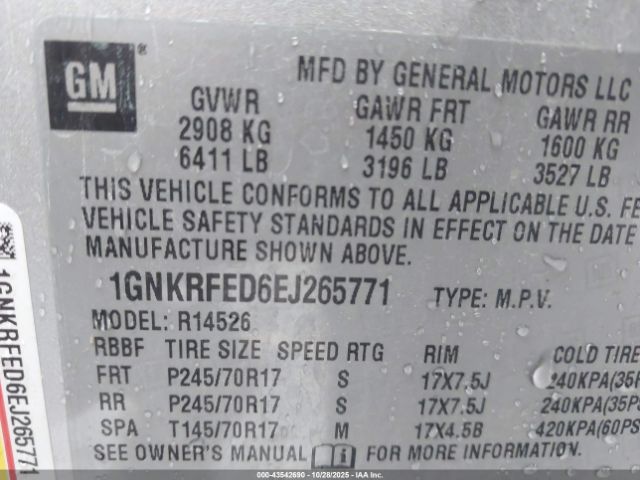 GM ®
MFD BY GENERAL MOTORS LLC
GVWR GAWR FRT GAWR RR
2908 KG 1450 KG 1600 KG
6411 LB 3196 LB 3527 LB
THIS VEHICLE CONFORMS TO ALL APPLICABLE U.S. FE
VEHICLE SAFETY STANDARDS IN EFFECT ON THE DATE
MANUFACTURE SHOWN ABOVE.
1GNKRFED6EJ265771 TYPE: M.P.V.
MODEL: R14526
RBBF TIRE SIZE SPEED RTG RIM COLD TIRE
FRT P245/70R17 S 17X7.5J 240KPA(35P
RR P245/70R17 S 17X7.5J 240KPA(35PS
SPA T145/70R17 M 17X4.5B 420KPA(60PS
SEE OWNER'S MANUAL i FOR MORE INFORMATION.
1GNKRFED6EJ265771
© 000-43542690 - 10/28/2025 - IAA, Inc.